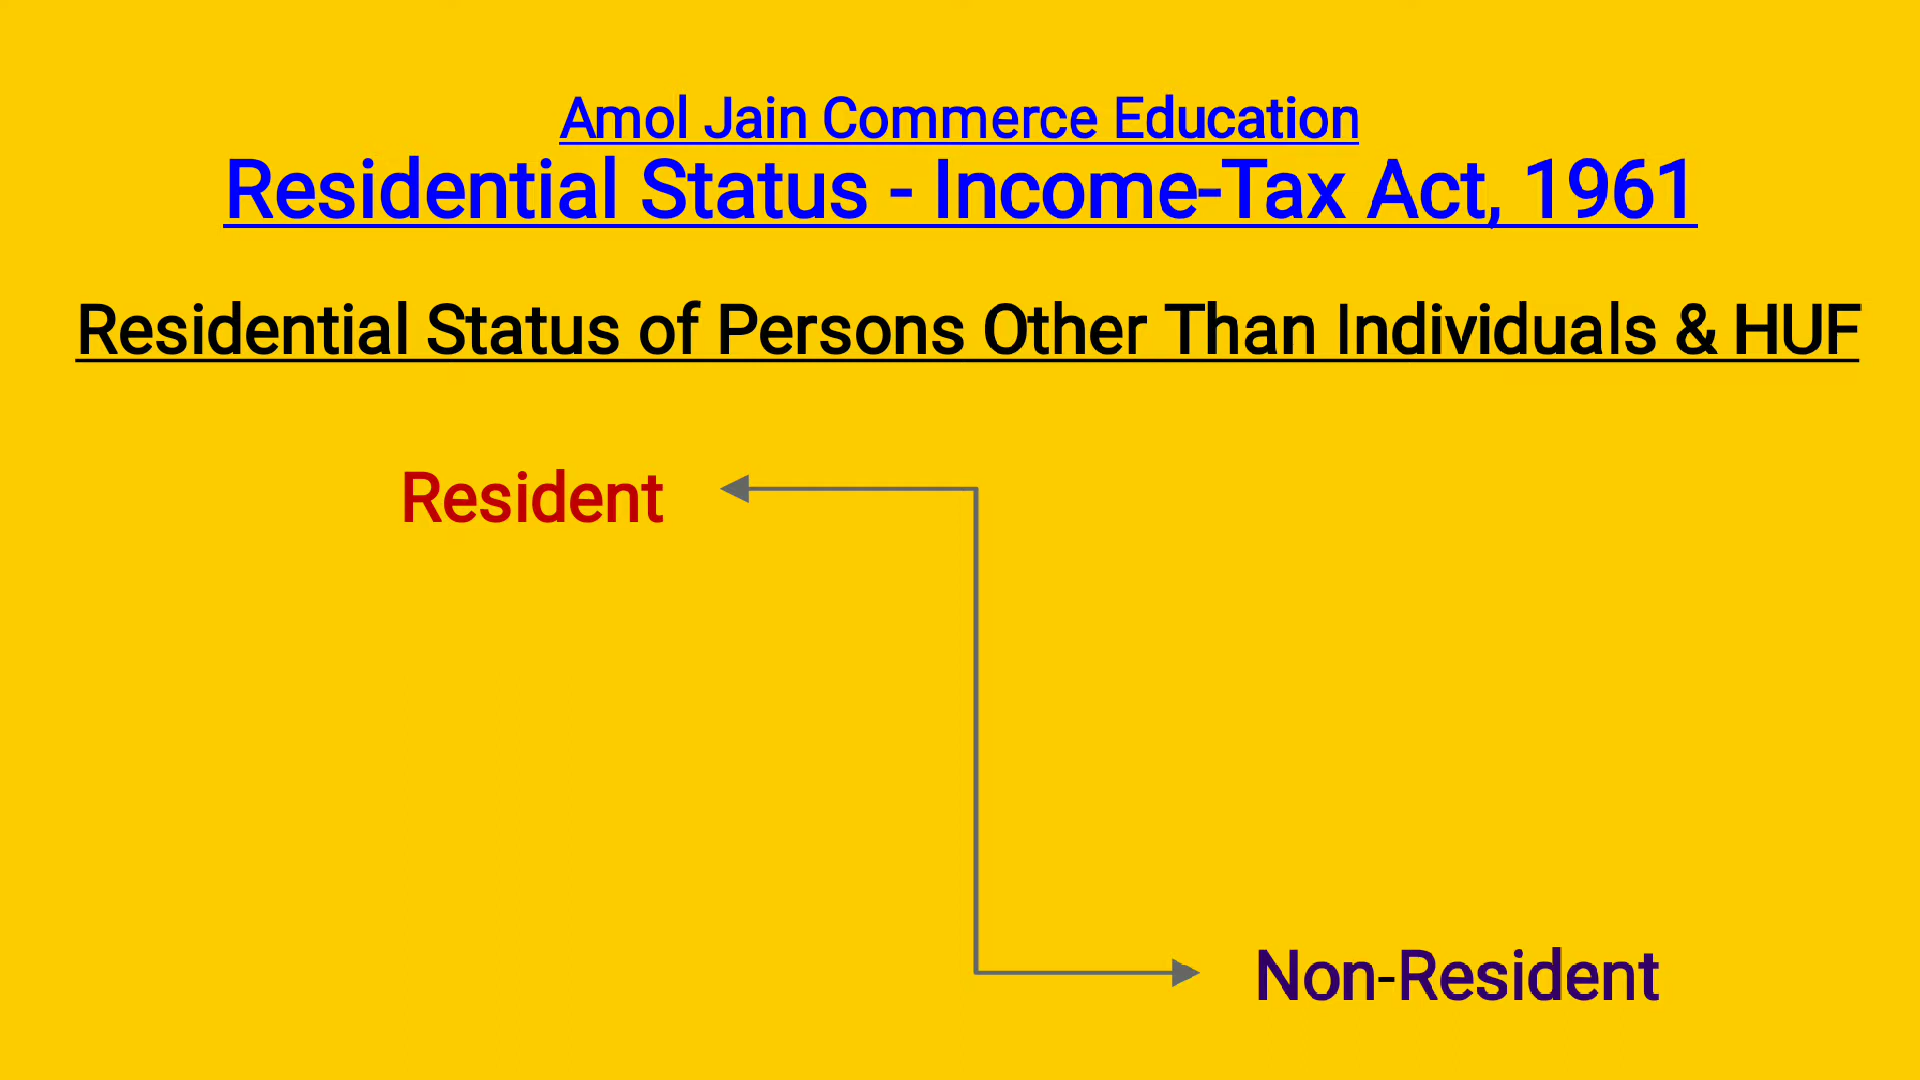 Amol Jain Commerce Education
Residential Status - Income-Tax Act, 1961
Residential Status of Persons Other Than Individuals & HUF
Resident
Non-Resident